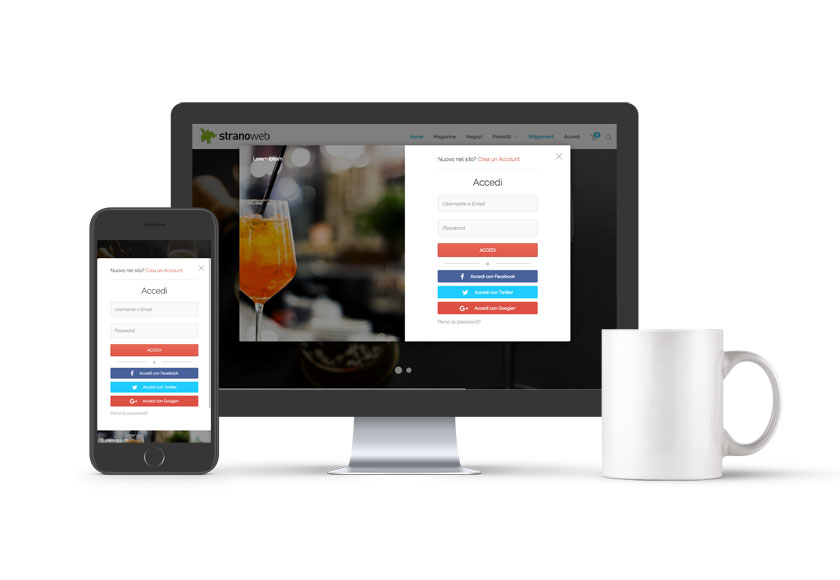 stranoweb
Home Magazine Negozi Prodotti Shippment Accedi
Lorem Ipsum
Nuovo nel sito? Crea un Account
Accedi
Username o Email
Password
ACCEDI
o
Accedi con Facebook
Accedi con Twitter
Accedi con Google+
Perso la password?
Nuovo nel sito? Crea un Account
Accedi
Username o Email
Password
ACCEDI
o
Accedi con Facebook
Accedi con Twitter
Accedi con Google+
Perso la password?
Lorem Ipsum